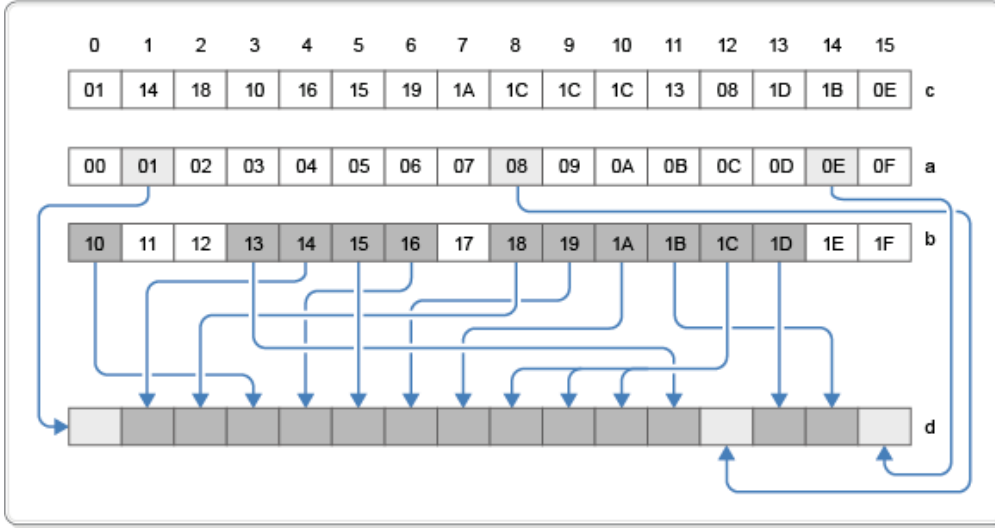 0 1 2 3 4 5 6 7 8 9 10 11 12 13 14 15
01 14 18 10 16 15 19 1A 1C 1C 1C 13 08 1D 1B 0E c
00 01 02 03 04 05 06 07 08 09 0A 0B 0C 0D 0E 0F a
10 11 12 13 14 15 16 17 18 19 1A 1B 1C 1D 1E 1F b
d